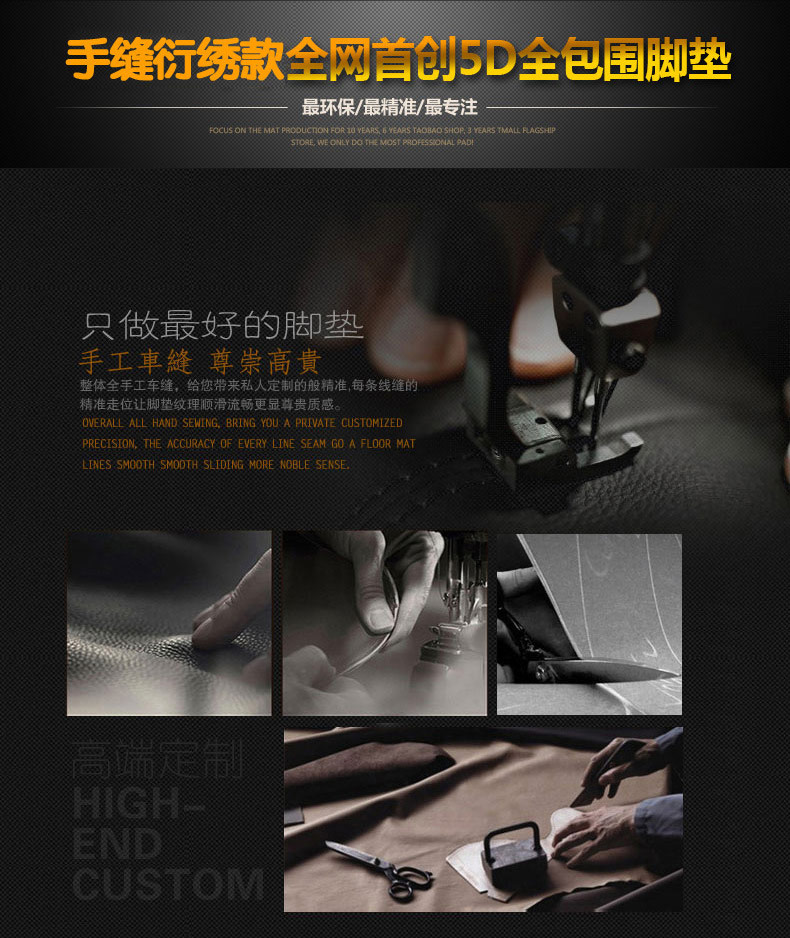 手缝衍绣款全网首创5D全包围脚垫
最环保/最精准/最专注
FOCUS ON THE MAT PRODUCTION FOR 10 YEARS, 6 YEARS TAOBAO SHOP, 3 YEARS TMALL FLAGSHIP
STORE, WE ONLY DO THE MOST PROFESSIONAL PAD!
只做最好的脚垫
手工車縫 尊崇高貴
整体全手工车缝，给您带来私人定制的般精准,每条线缝的
精准走位让脚垫纹理顺滑流畅更显尊贵质感。
OVERALL ALL HAND SEWING, BRING YOU A PRIVATE CUSTOMIZED
PRECISION, THE ACCURACY OF EVERY LINE SEAM GO A FLOOR MAT
LINES SMOOTH SMOOTH SLIDING MORE NOBLE SENSE.
高端定制
HIGH-
END
CUSTOM